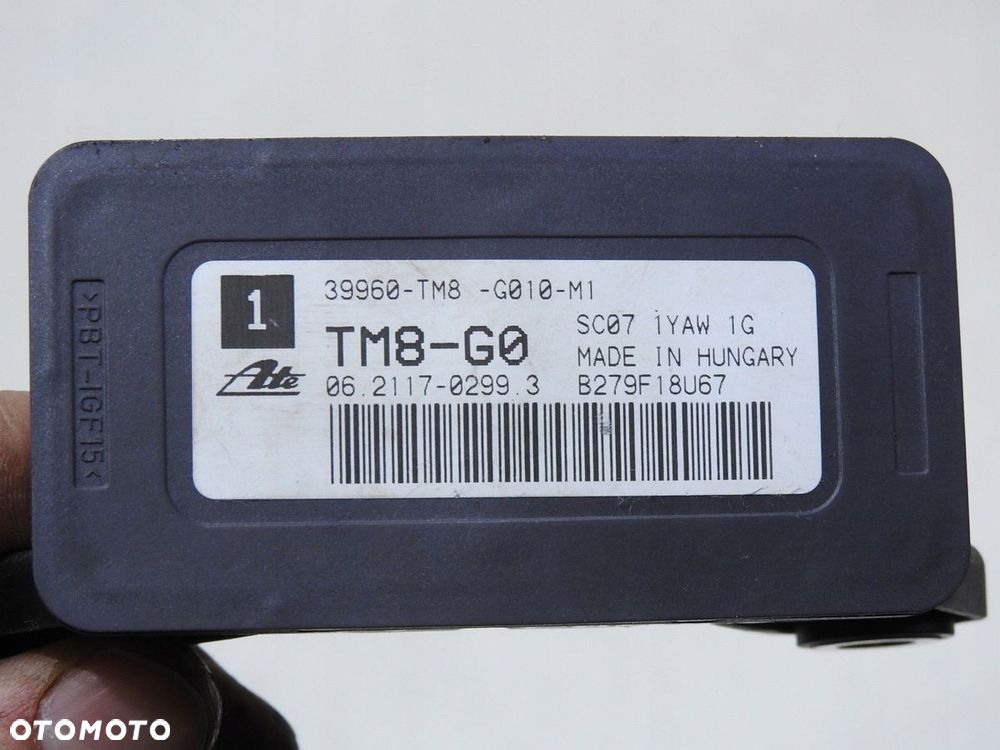 1
39960-TM8 -G010-M1
TM8-G0
SC07 1YAW 1G
MADE IN HUNGARY
Ate
06.2117-0299.3
B279F18U67
>PBT-IGF15<
OTOMOTO